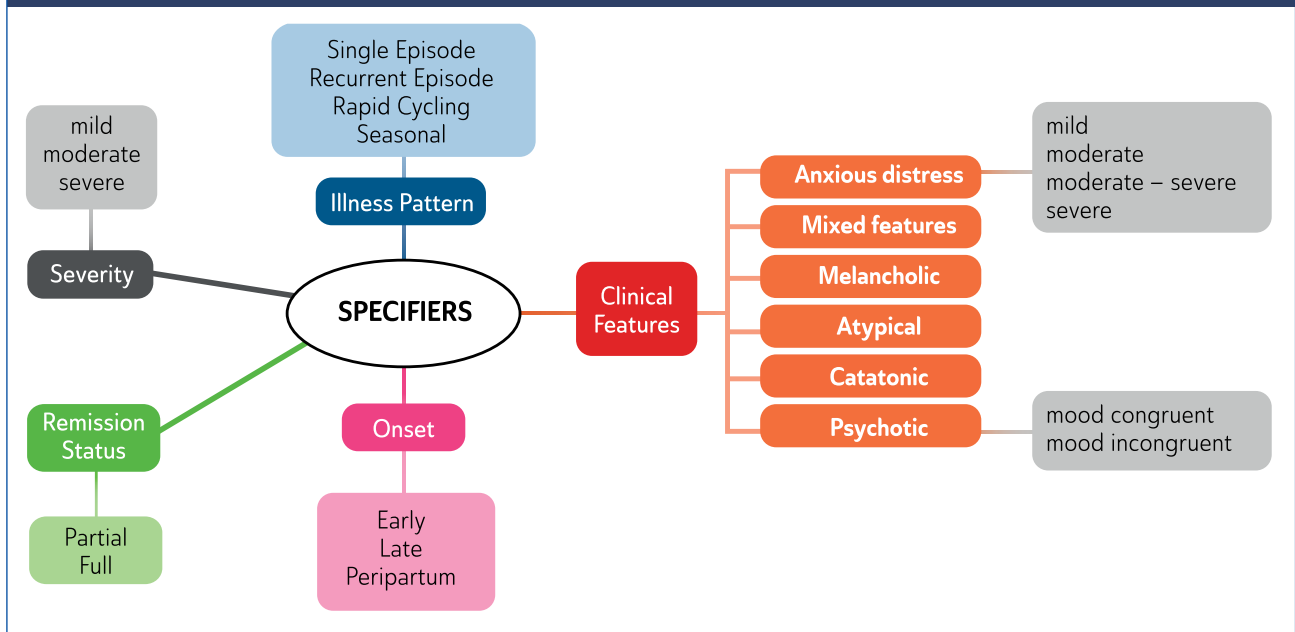 Single Episode
Recurrent Episode
Rapid Cycling
Seasonal
mild
moderate
severe
Illness Pattern
Severity
SPECIFIERS
Remission
Status
Partial
Full
Onset
Early
Late
Peripartum
Clinical
Features
Anxious distress
Mixed features
Melancholic
Atypical
Catatonic
Psychotic
mild
moderate
moderate – severe
severe
mood congruent
mood incongruent